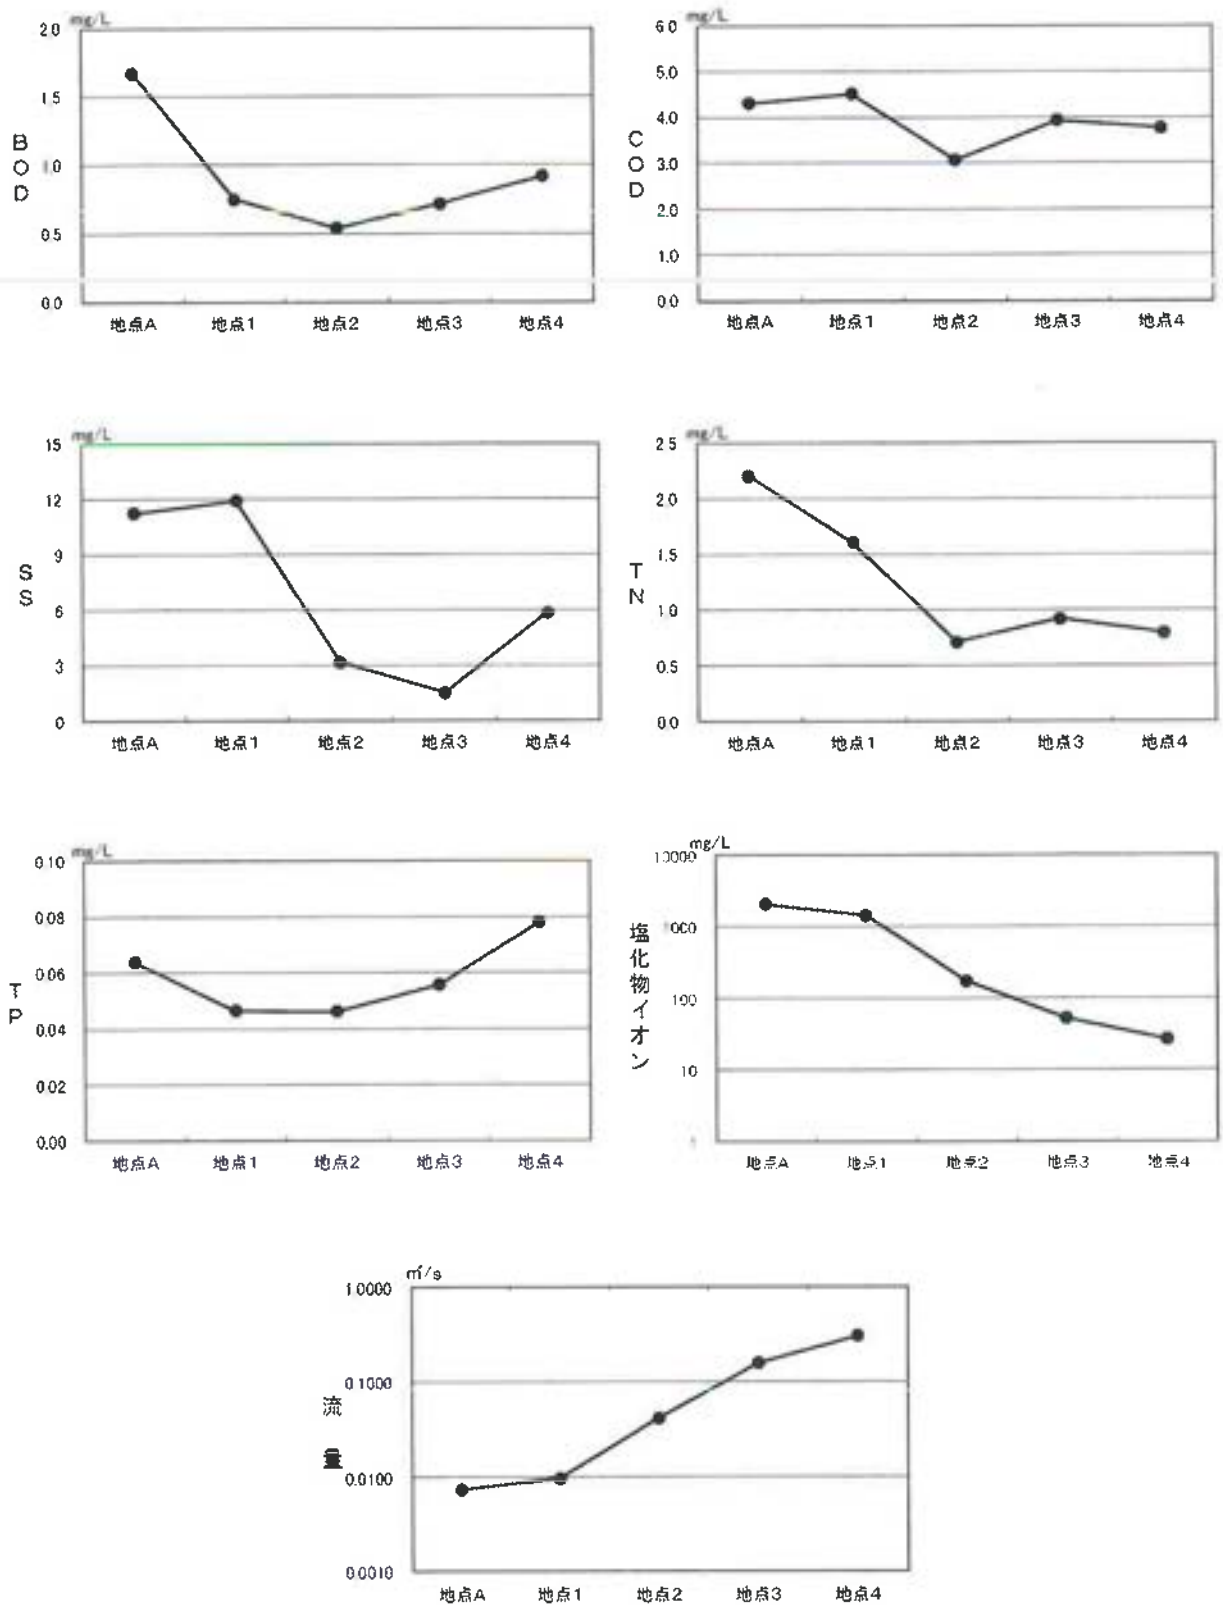 mg/L
2.0
1.5
1.0
0.5
0.0
BOD
地点A 地点1 地点2 地点3 地点4
mg/L
6.0
5.0
4.0
3.0
2.0
1.0
0.0
COD
地点A 地点1 地点2 地点3 地点4
mg/L
15
12
9
6
3
0
SS
地点A 地点1 地点2 地点3 地点4
mg/L
2.5
2.0
1.5
1.0
0.5
0.0
TN
地点A 地点1 地点2 地点3 地点4
mg/L
0.10
0.08
0.06
0.04
0.02
0.00
TP
地点A 地点1 地点2 地点3 地点4
mg/L
10000
1000
100
10
1
塩化物イオン
地点A 地点1 地点2 地点3 地点4
㎥/s
1.0000
0.1000
0.0100
0.0010
流量
地点A 地点1 地点2 地点3 地点4